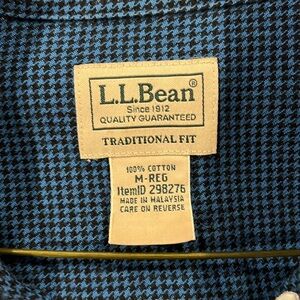 L.L.Bean®
Since 1912
QUALITY GUARANTEED
TRADITIONAL FIT
100% COTTON
M-REG
ItemID 298276
MADE IN MALAYSIA
CARE ON REVERSE